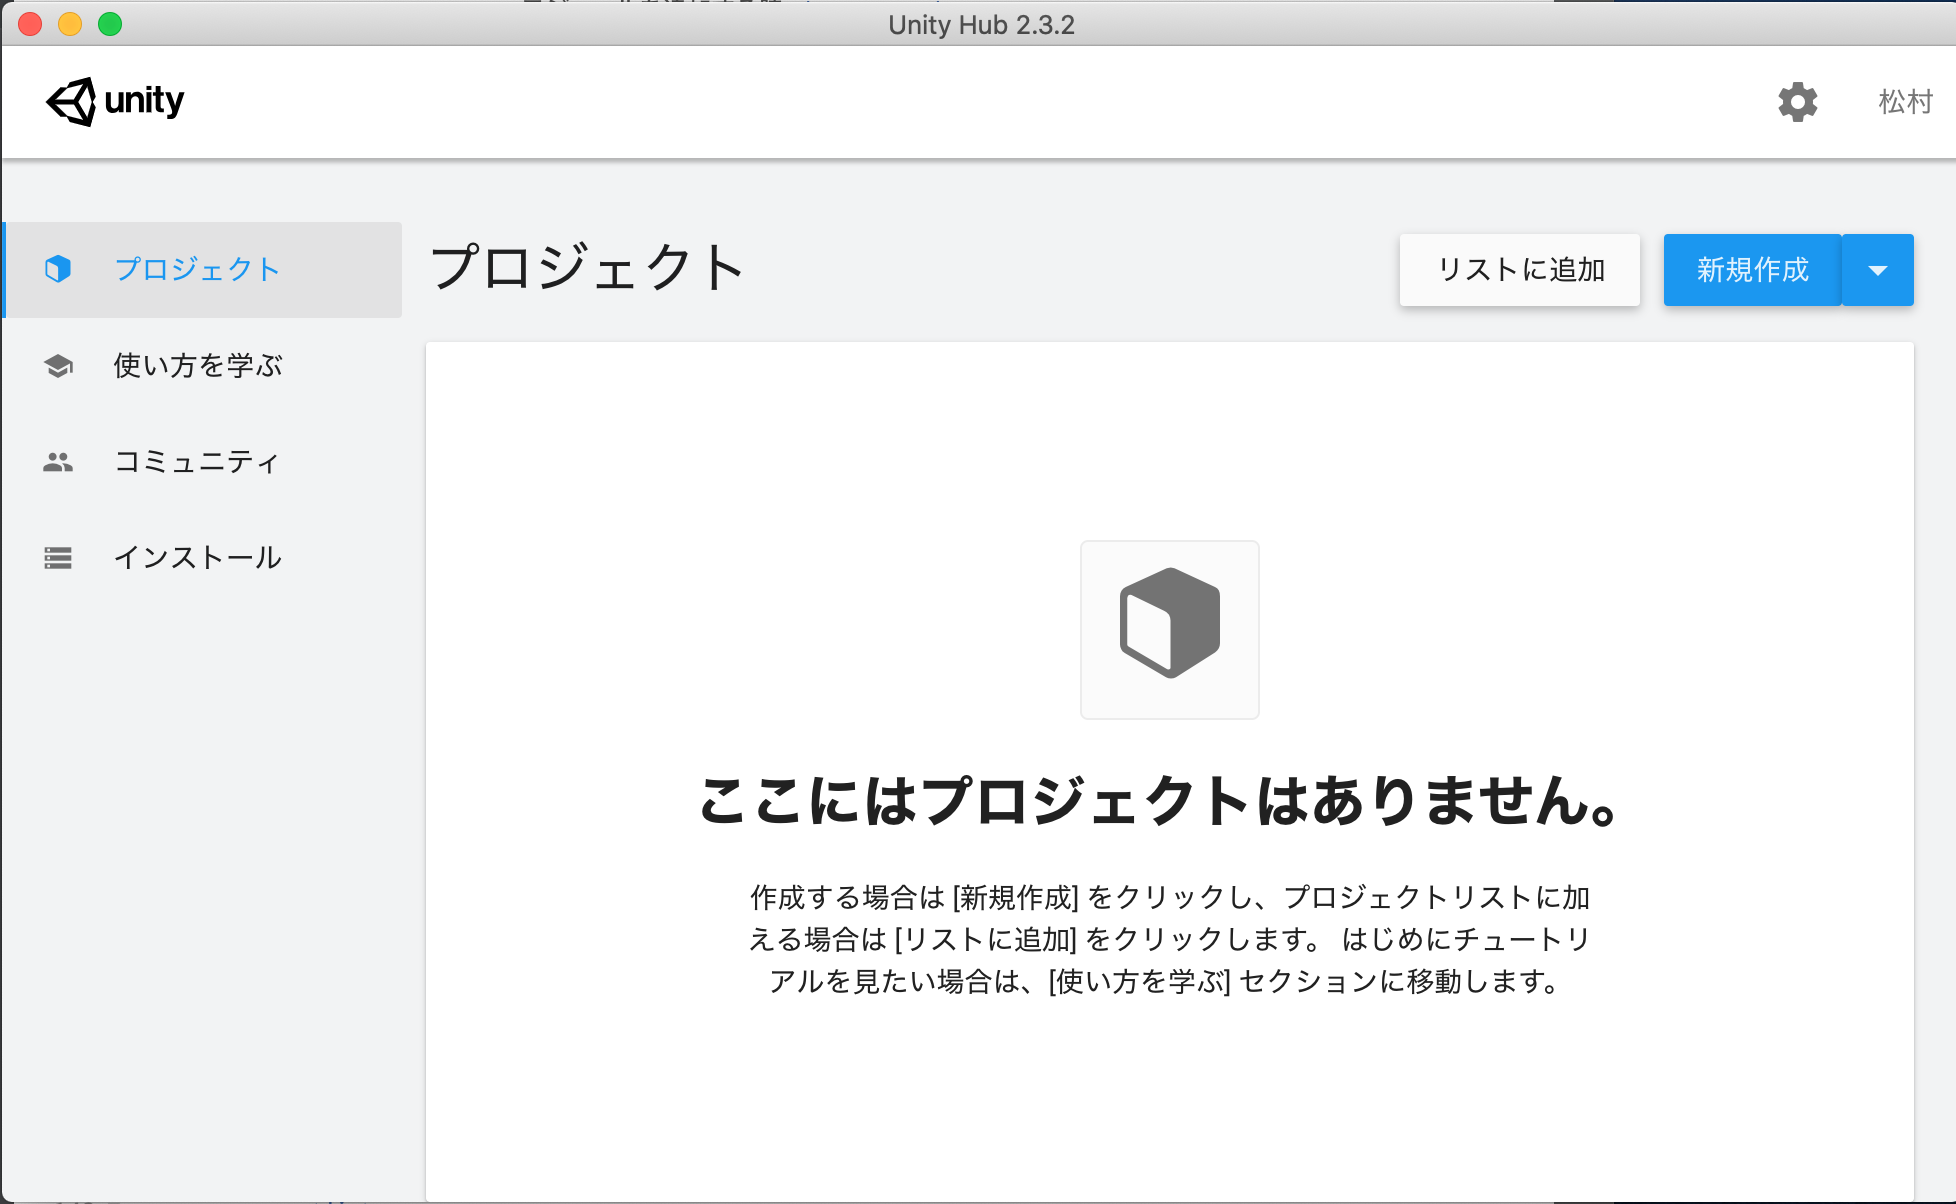 Unity Hub 2.3.2
unity
松村
プロジェクト
使い方を学ぶ
コミュニティ
インストール
プロジェクト
リストに追加
新規作成
ここにはプロジェクトはありません。
作成する場合は [新規作成] をクリックし、プロジェクトリストに加
える場合は [リストに追加] をクリックします。 はじめにチュートリ
アルを見たい場合は、[使い方を学ぶ] セクションに移動します。